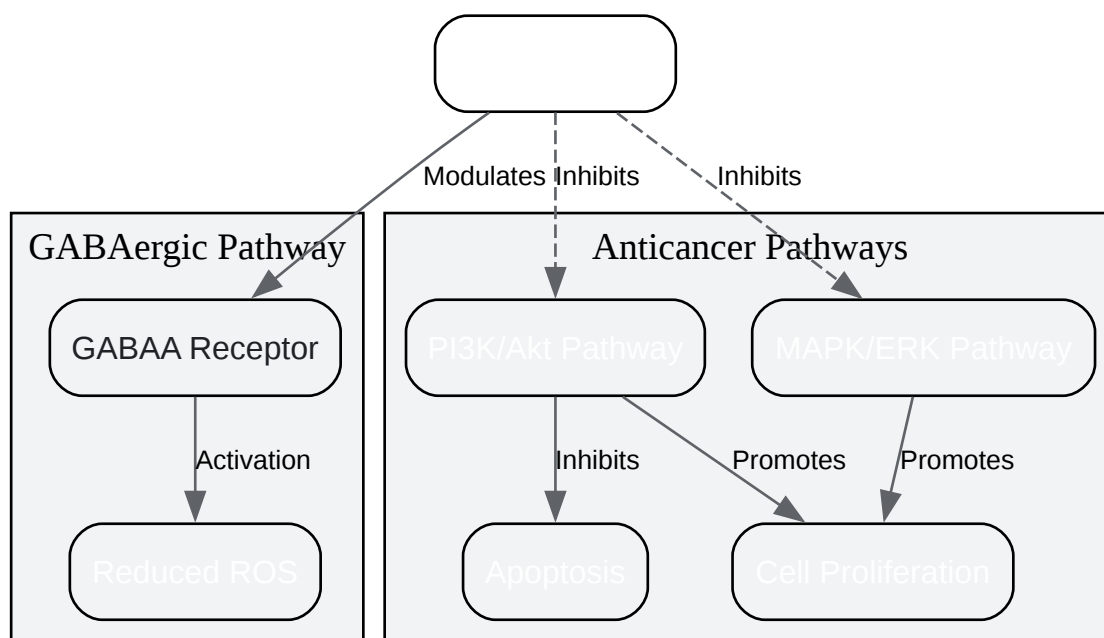 Modulates
Inhibits
Inhibits
GABAergic Pathway
Anticancer Pathways
GABAA Receptor
PI3K/Akt Pathway
MAPK/ERK Pathway
Activation
Inhibits
Promotes
Promotes
Reduced ROS
Apoptosis
Cell Proliferation